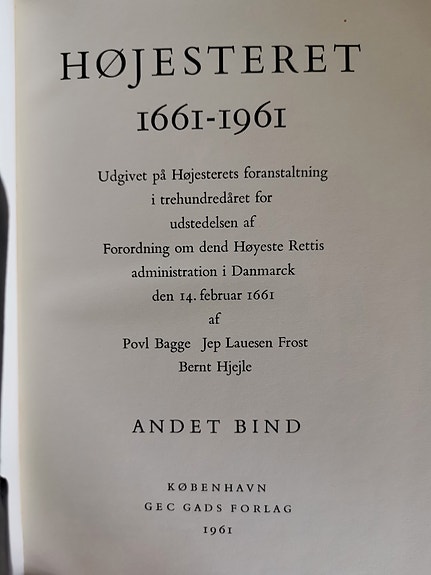 HØJESTERET
1661-1961
Udgivet på Højesterets foranstaltning
i trehundredåret for
udstedelsen af
Forordning om dend Høyeste Rettis
administration i Danmarck
den 14. februar 1661
af
Povl Bagge Jep Lauesen Frost
Bernt Hjejle
ANDET BIND
KØBENHAVN
GEC GADS FORLAG
1961